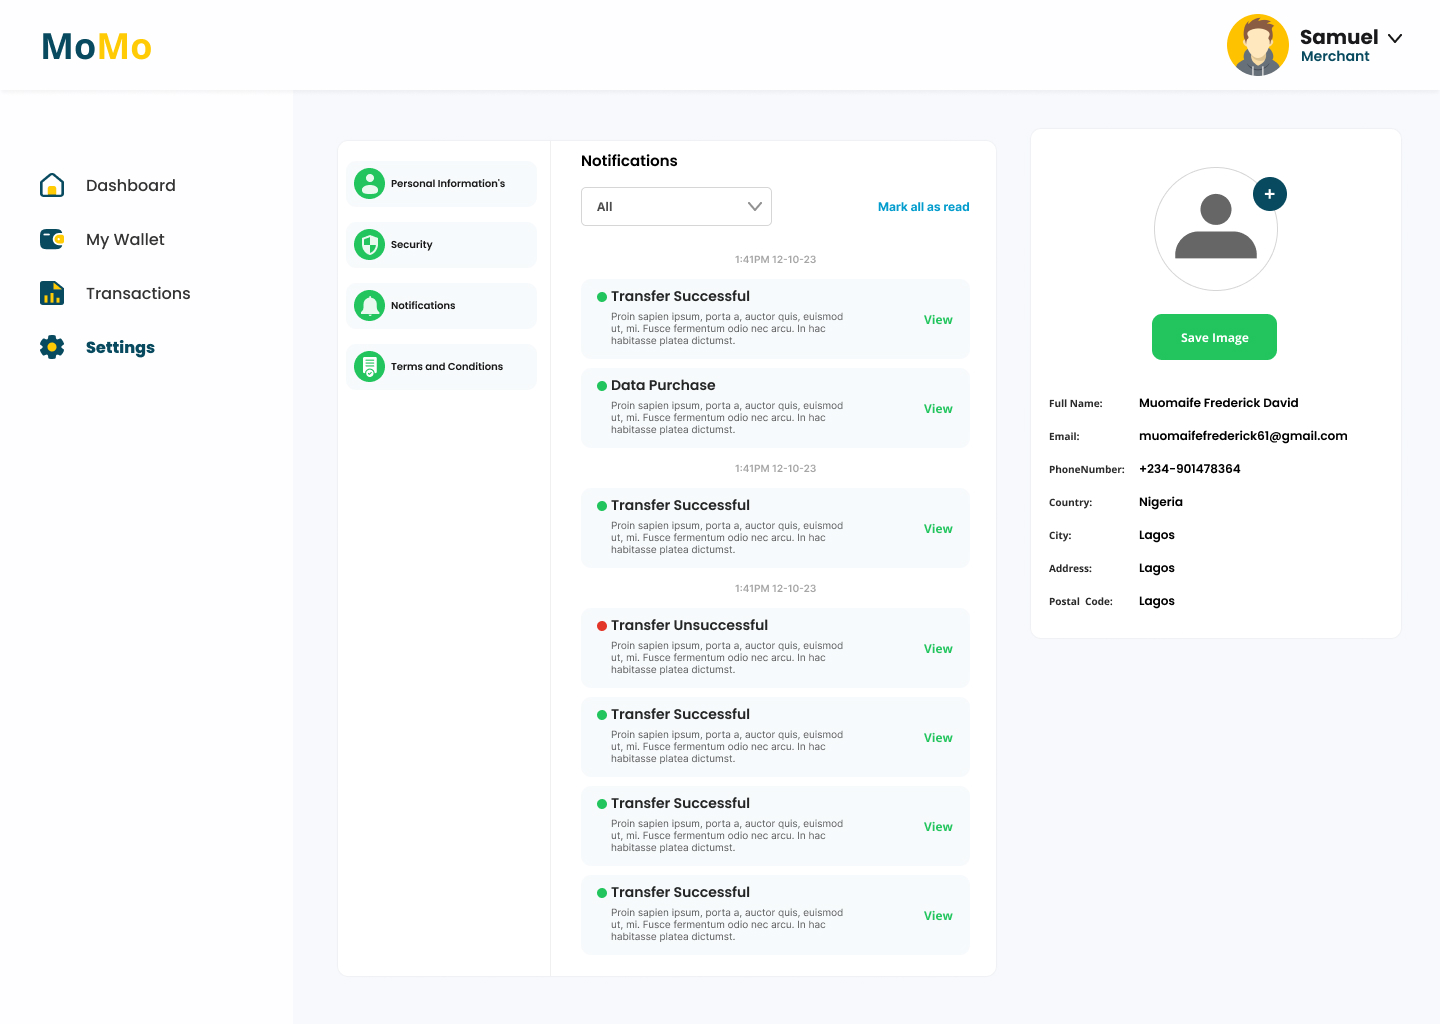 MoMo
Samuel
Merchant
Dashboard
My Wallet
Transactions
Settings
Personal Information's
Security
Notifications
Terms and Conditions
Notifications
All
Mark all as read
1:41PM 12-10-23
Transfer Successful
Proin sapien ipsum, porta a, auctor quis, euismod
ut, mi. Fusce fermentum odio nec arcu. In hac
habitasse platea dictumst.
View
Data Purchase
Proin sapien ipsum, porta a, auctor quis, euismod
ut, mi. Fusce fermentum odio nec arcu. In hac
habitasse platea dictumst.
View
1:41PM 12-10-23
Transfer Successful
Proin sapien ipsum, porta a, auctor quis, euismod
ut, mi. Fusce fermentum odio nec arcu. In hac
habitasse platea dictumst.
View
1:41PM 12-10-23
Transfer Unsuccessful
Proin sapien ipsum, porta a, auctor quis, euismod
ut, mi. Fusce fermentum odio nec arcu. In hac
habitasse platea dictumst.
View
Transfer Successful
Proin sapien ipsum, porta a, auctor quis, euismod
ut, mi. Fusce fermentum odio nec arcu. In hac
habitasse platea dictumst.
View
Transfer Successful
Proin sapien ipsum, porta a, auctor quis, euismod
ut, mi. Fusce fermentum odio nec arcu. In hac
habitasse platea dictumst.
View
Transfer Successful
Proin sapien ipsum, porta a, auctor quis, euismod
ut, mi. Fusce fermentum odio nec arcu. In hac
habitasse platea dictumst.
View
+
Save Image
Full Name: Muomaife Frederick David
Email: muomaifefrederick61@gmail.com
PhoneNumber: +234-901478364
Country: Nigeria
City: Lagos
Address: Lagos
Postal Code: Lagos